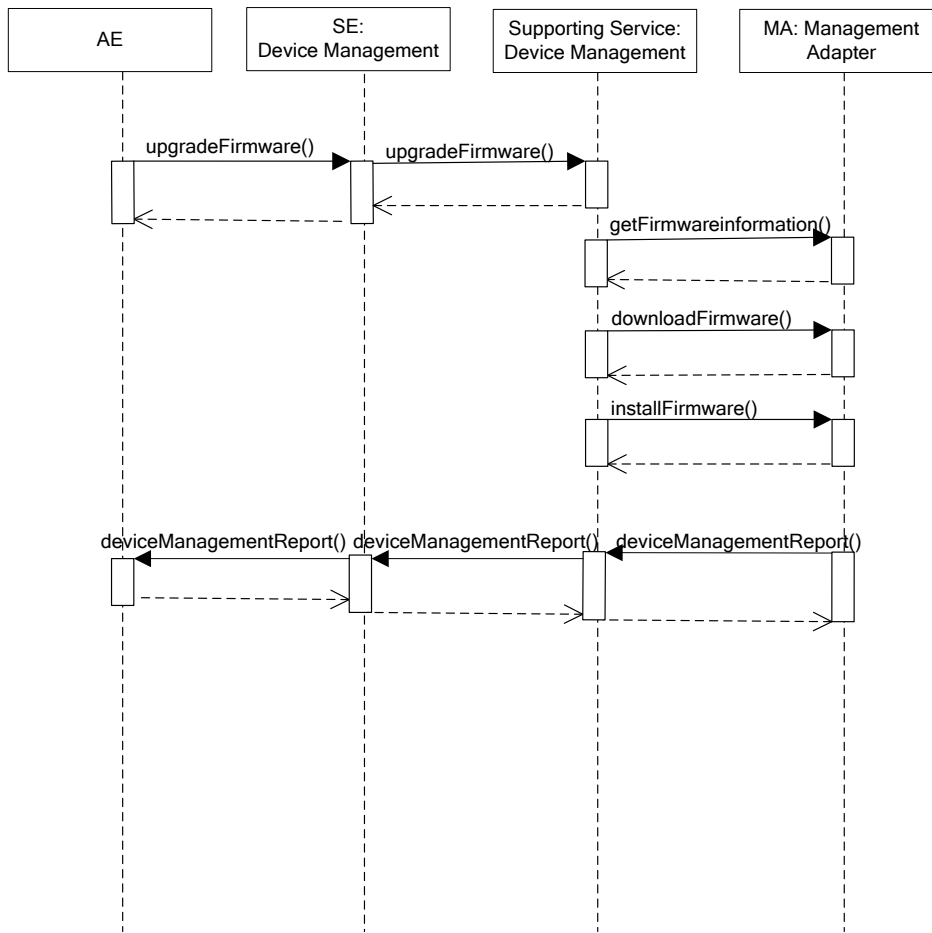 AE
SE:
Device Management
Supporting Service:
Device Management
MA: Management
Adapter
upgradeFirmware()
upgradeFirmware()
getFirmwareinformation()
downloadFirmware()
installFirmware()
deviceManagementReport()
deviceManagementReport()
deviceManagementReport()